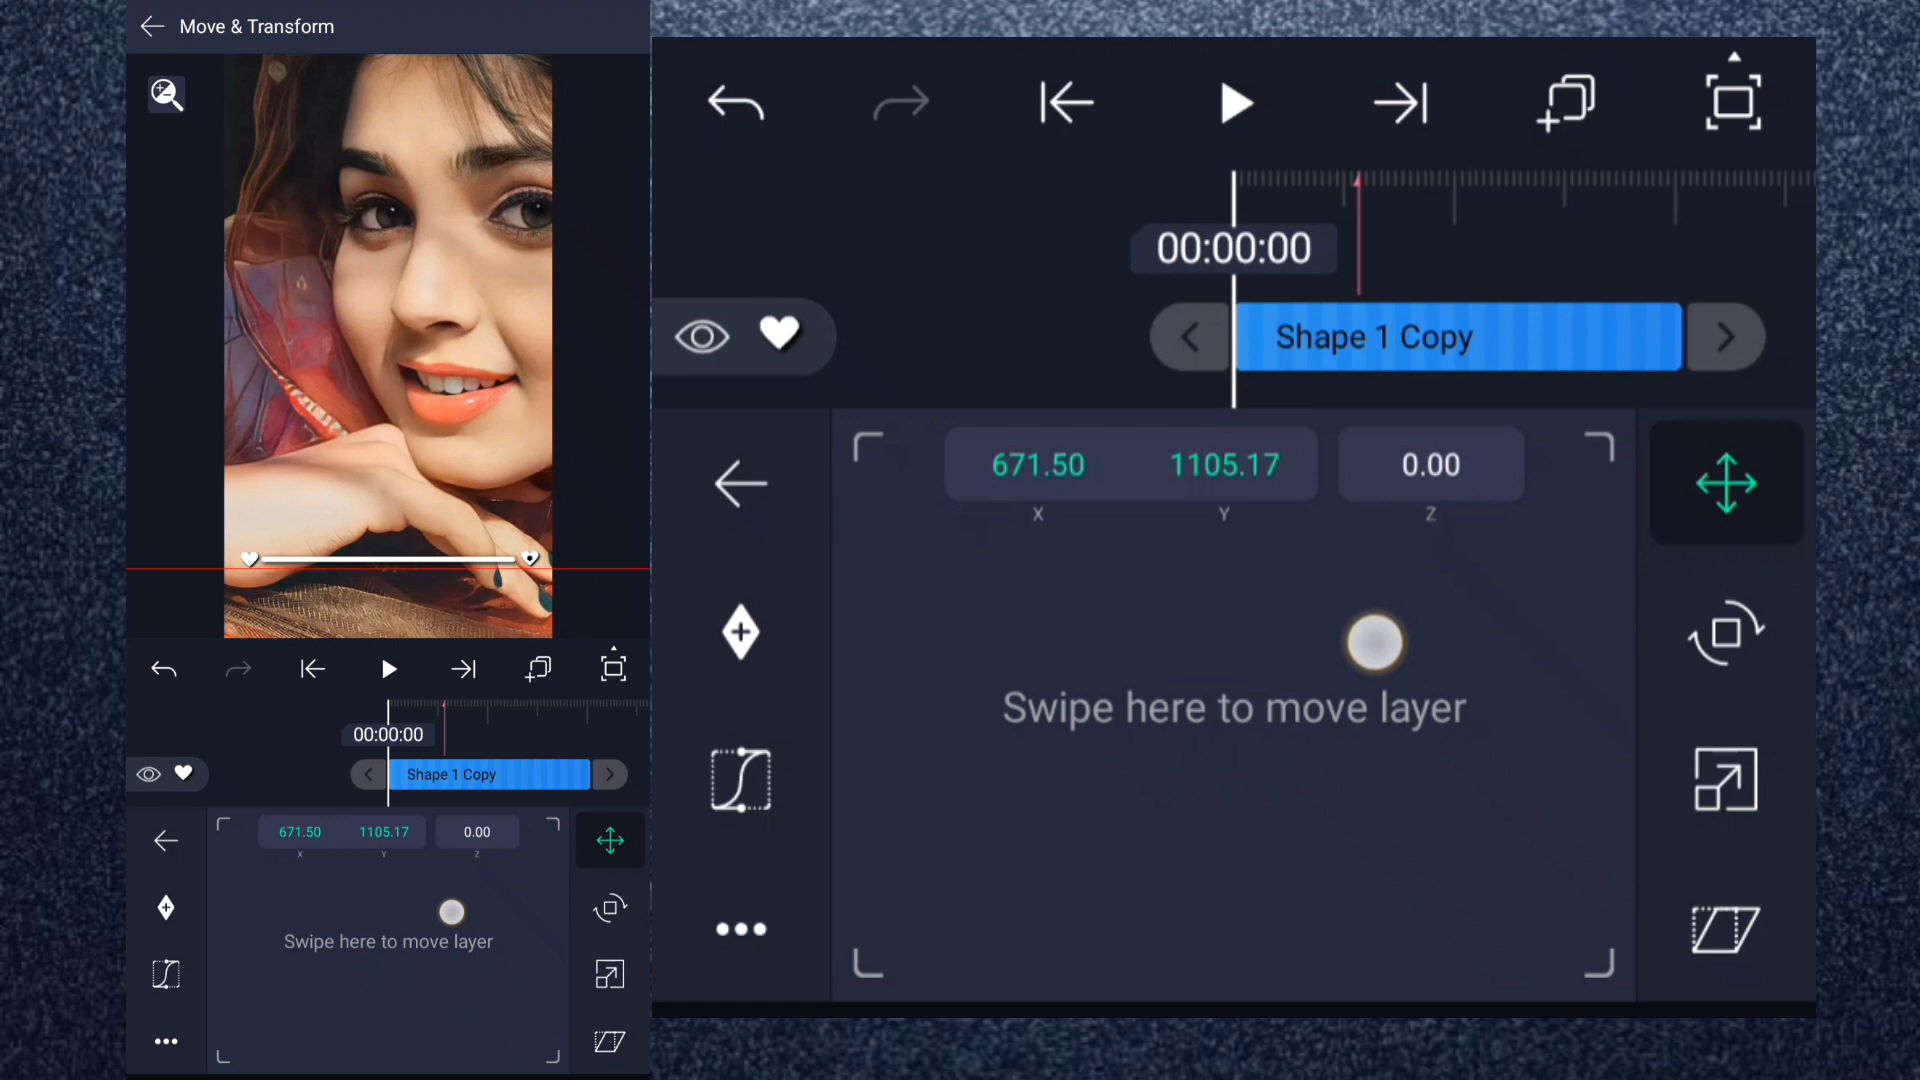 Move & Transform
00:00:00
Shape 1 Copy
671.50 1105.17 0.00
X Y Z
Swipe here to move layer
00:00:00
Shape 1 Copy
671.50 1105.17 0.00
X Y Z
Swipe here to move layer